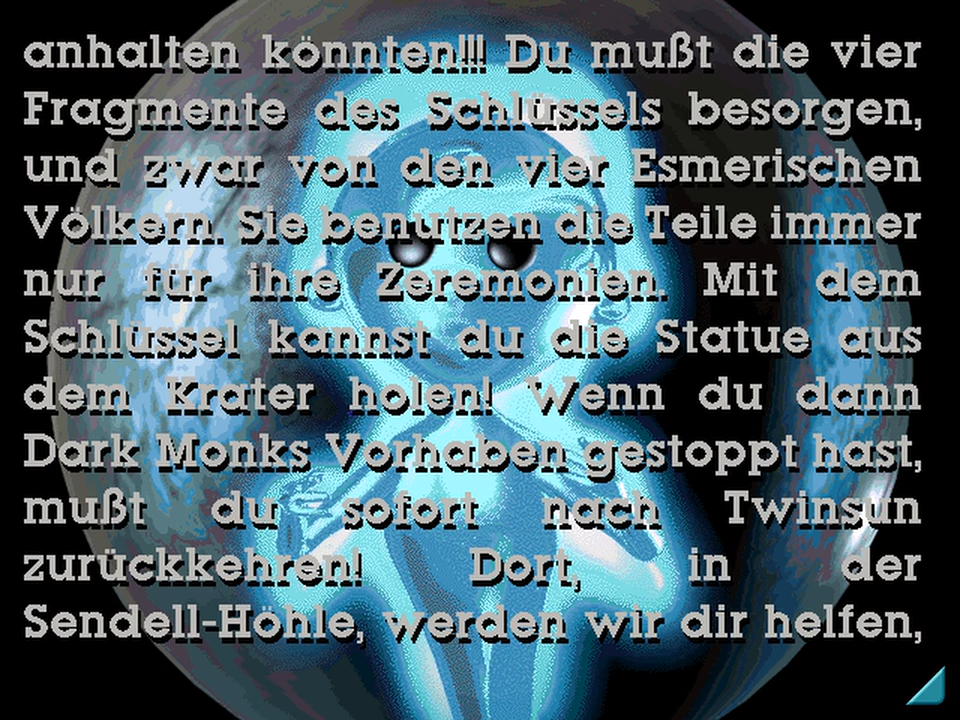 anhalten könnten!!! Du mußt die vier
Fragmente des Schlüssels besorgen,
und zwar von den vier Esmerischen
Völkern. Sie benutzen die Teile immer
nur für ihre Zeremonien. Mit dem
Schlüssel kannst du die Statue aus
dem Krater holen! Wenn du dann
Dark Monks Vorhaben gestoppt hast,
mußt du sofort nach Twinsun
zurückkehren! Dort, in der
Sendell-Höhle, werden wir dir helfen,